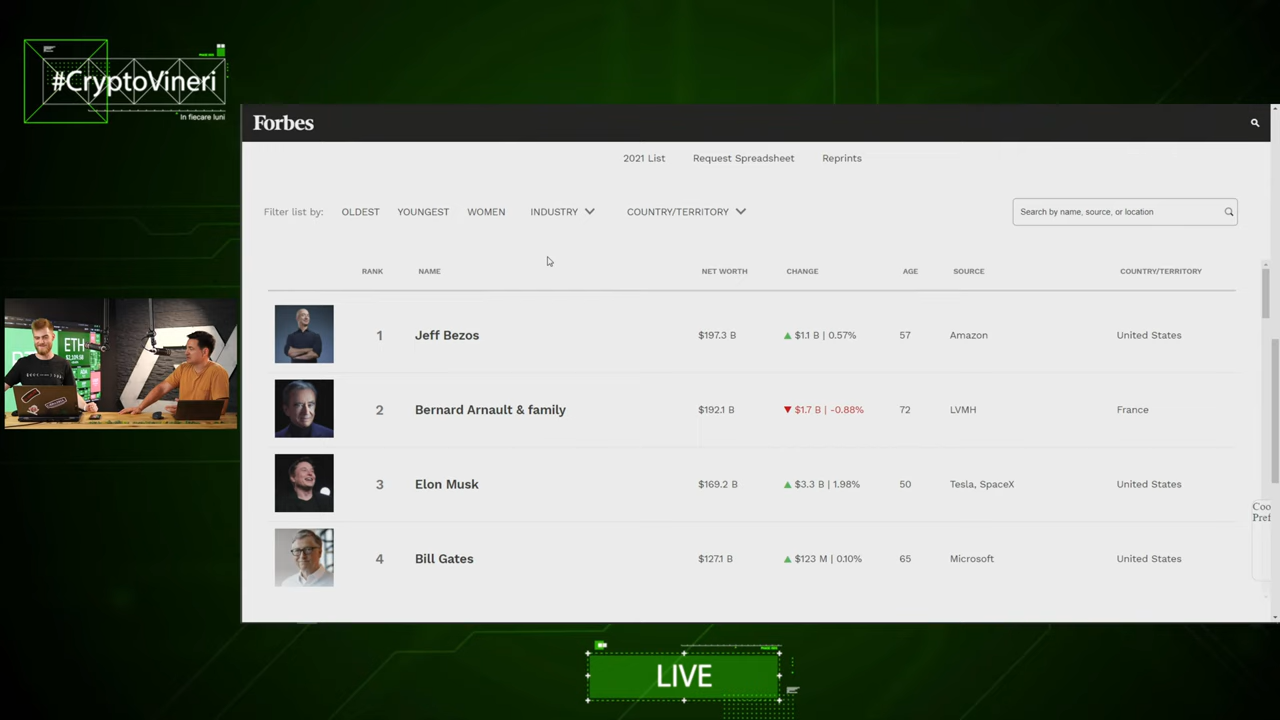 #CryptoVineri
în fiecare luni
Forbes
2021 List Request Spreadsheet Reprints
Filter list by: OLDEST YOUNGEST WOMEN INDUSTRY COUNTRY/TERRITORY
Search by name, source, or location
RANK NAME NET WORTH CHANGE AGE SOURCE COUNTRY/TERRITORY
1 Jeff Bezos $197.3 B $1.1 B | 0.57% 57 Amazon United States
2 Bernard Arnault & family $192.1 B $1.7 B | -0.88% 72 LVMH France
3 Elon Musk $169.2 B $3.3 B | 1.98% 50 Tesla, SpaceX United States
4 Bill Gates $127.1 B $123 M | 0.10% 65 Microsoft United States
Coo
Pref
ETH
LIVE